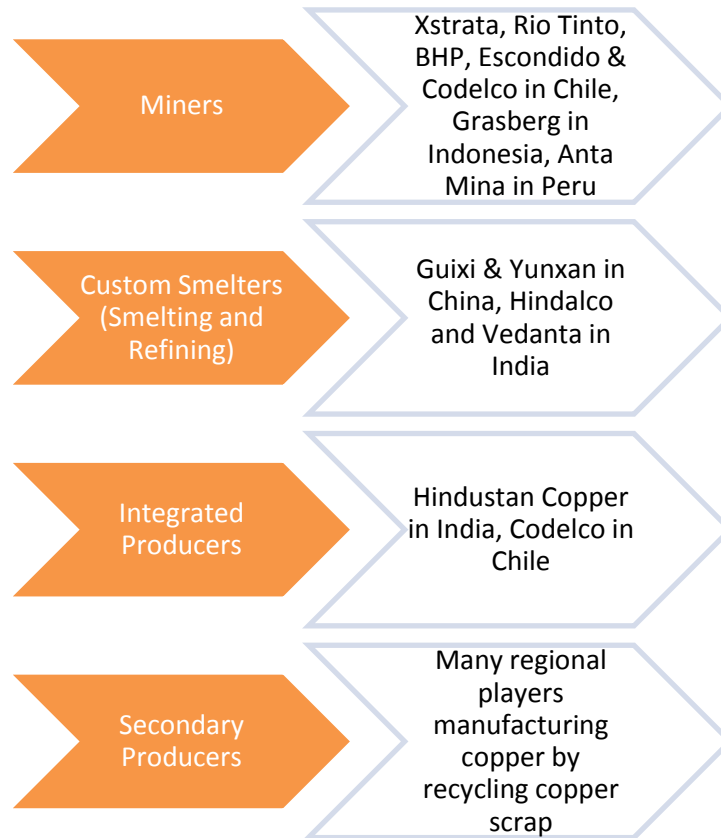 Miners
Xstrata, Rio Tinto,
BHP, Escondido &
Codelco in Chile,
Grasberg in
Indonesia, Anta
Mina in Peru
Custom Smelters
(Smelting and
Refining)
Guixi & Yunxan in
China, Hindalco
and Vedanta in
India
Integrated
Producers
Hindustan Copper
in India, Codelco in
Chile
Secondary
Producers
Many regional
players
manufacturing
copper by
recycling copper
scrap